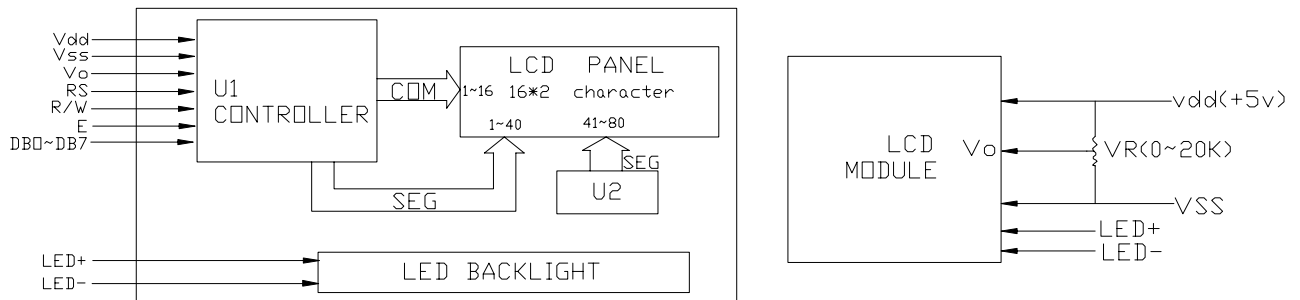 Vdd
Vss
Vo
RS
R/W
E
DB0~DB7
U1
CONTROLLER
COM
LCD PANEL
1~16 16*2 character
1~40 41~80
SEG
SEG
U2
LED+
LED-
LED BACKLIGHT
LCD
MODULE
Vo
vdd(+5v)
VR(0~20K)
VSS
LED+
LED-